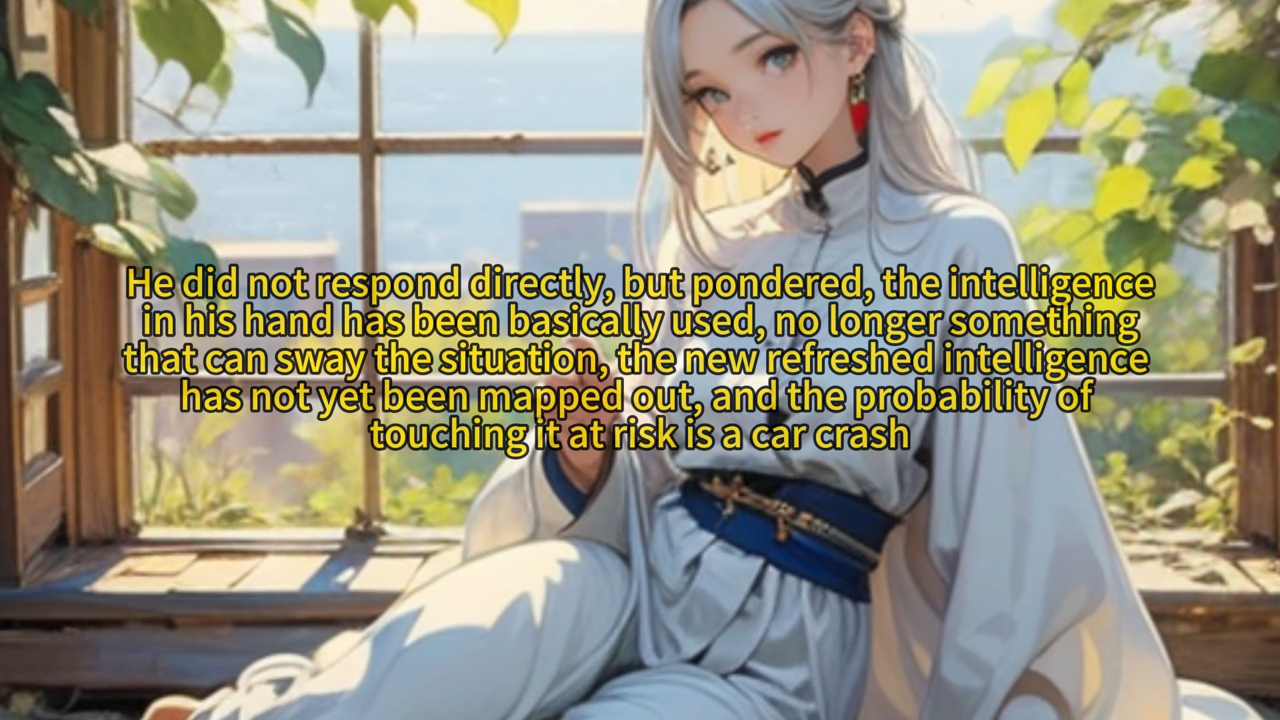 He did not respond directly, but pondered, the intelligence
in his hand has been basically used, no longer something
that can sway the situation, the new refreshed intelligence
has not yet been mapped out, and the probability of
touching it at risk is a car crash